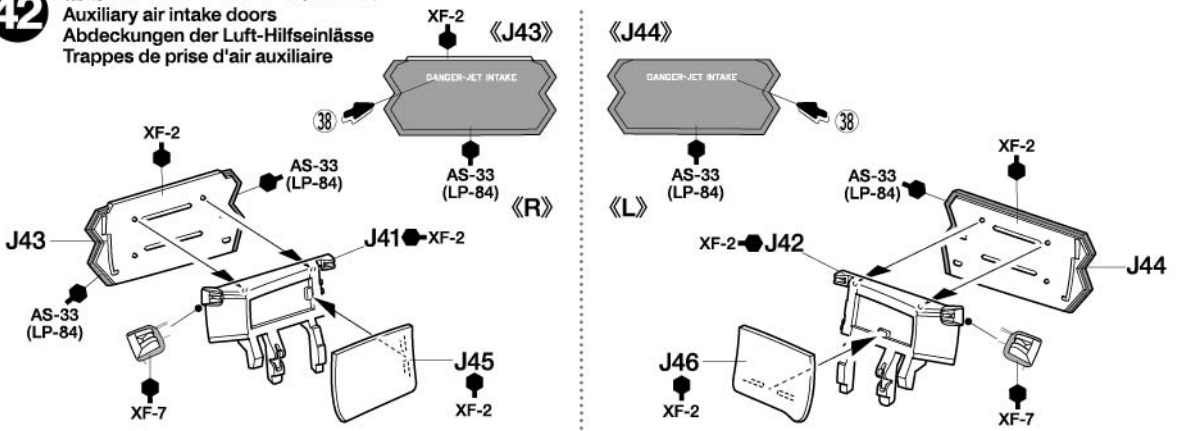 42
Auxiliary air intake doors
Abdeckungen der Luft-Hilfseinlässe
Trappes de prise d'air auxiliaire
XF-2
《J43》
DANGER-JET INTAKE
38
AS-33
(LP-84)
XF-2
AS-33
(LP-84)
《R》
J43
J41 XF-2
AS-33
(LP-84)
XF-7
J45
XF-2
《J44》
DANGER-JET INTAKE
38
AS-33
(LP-84)
《L》
XF-2
AS-33
(LP-84)
XF-2 J42
J44
J46
XF-2
XF-7